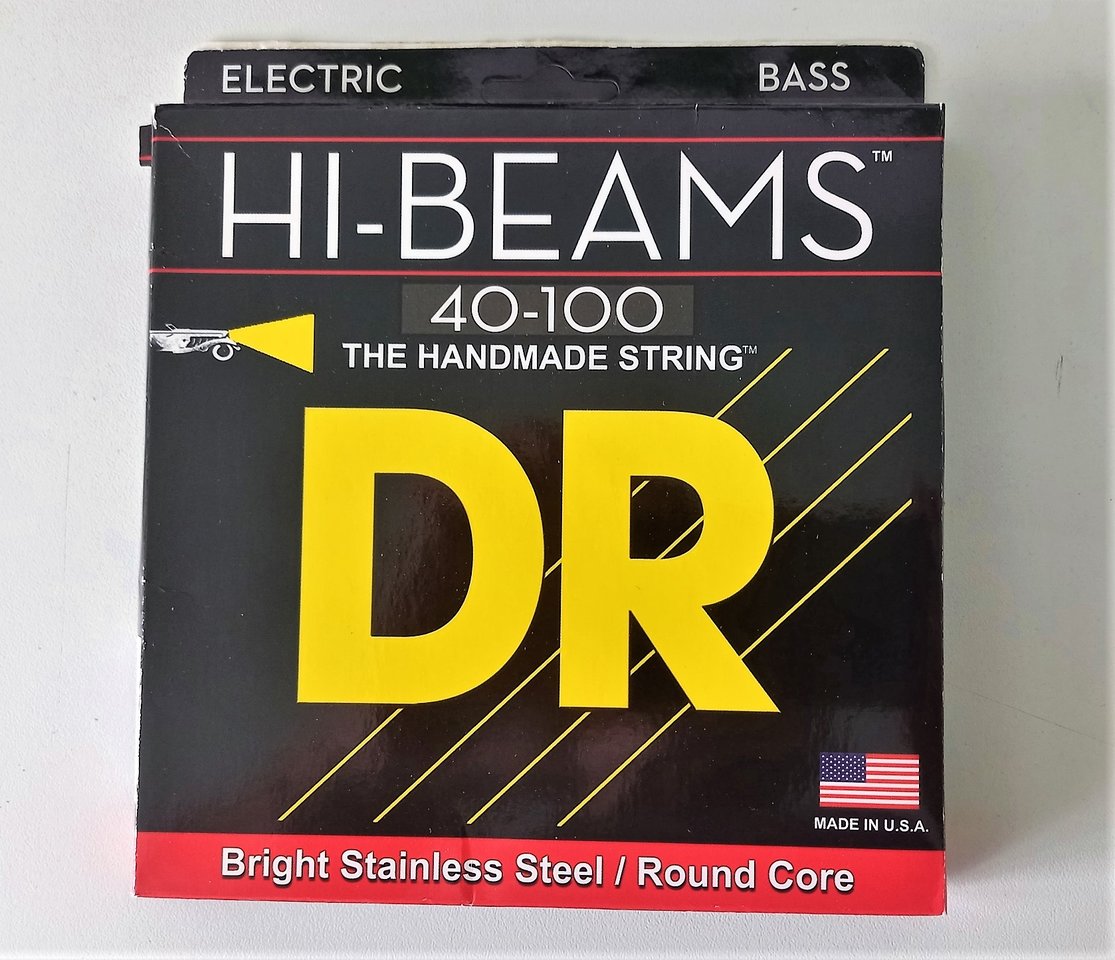 ELECTRIC BASS
HI-BEAMS™
40-100
THE HANDMADE STRING™
DR
MADE IN U.S.A.
Bright Stainless Steel / Round Core